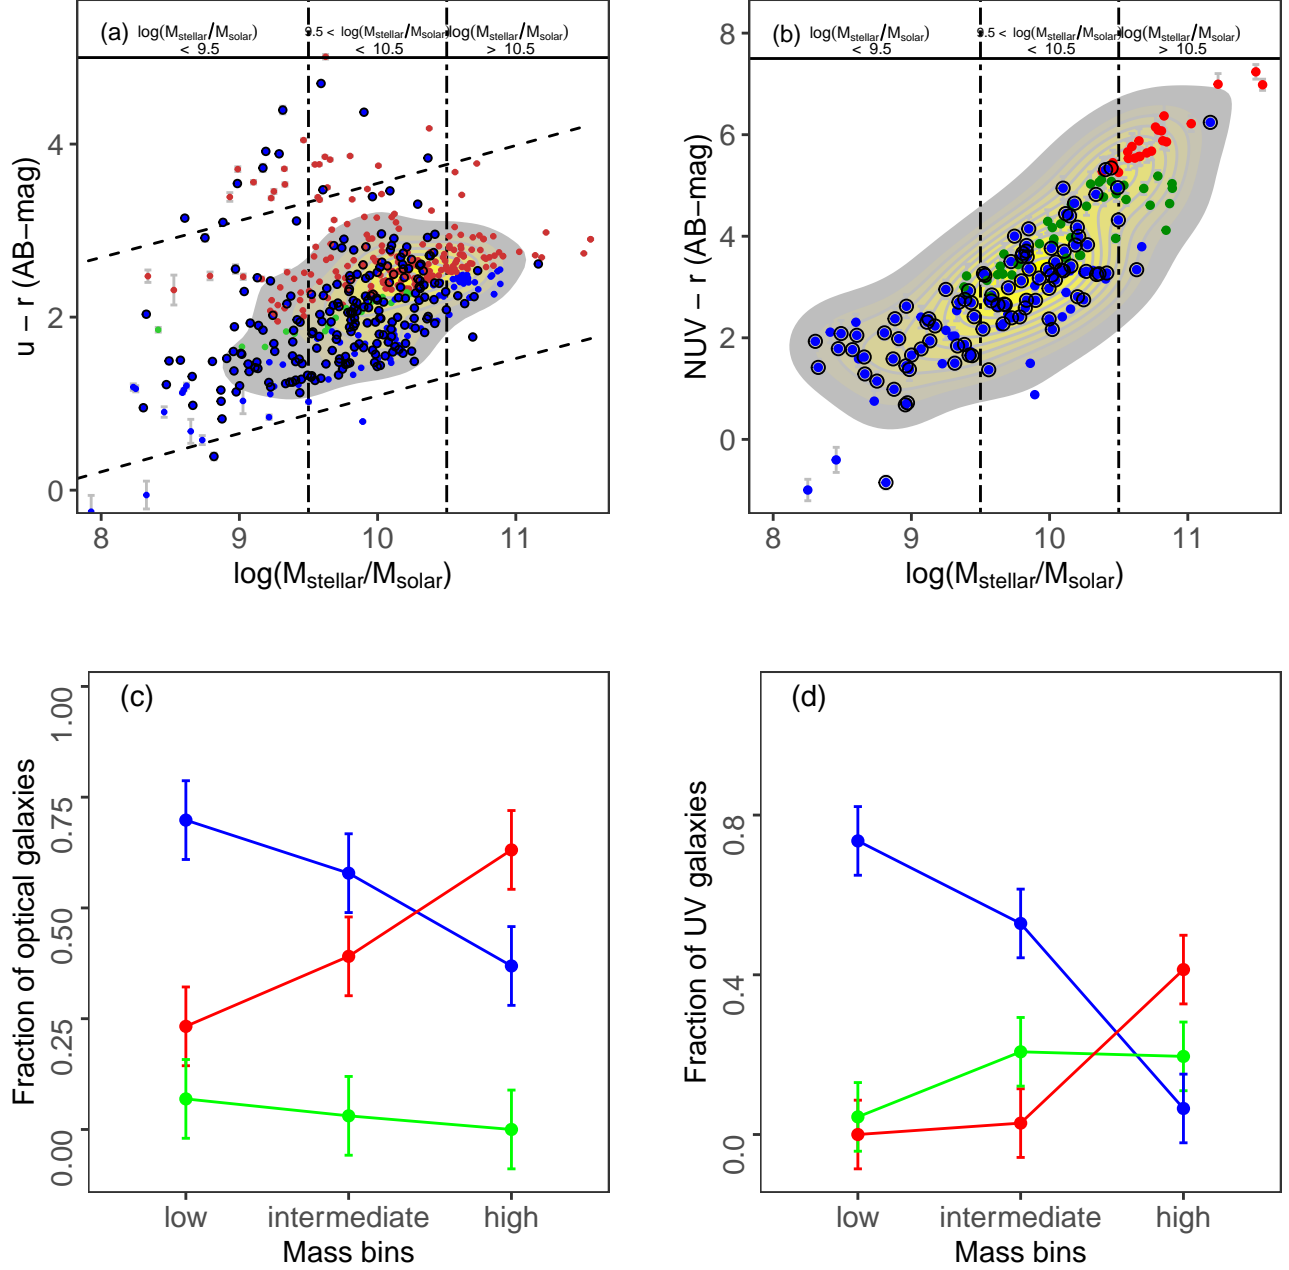 (a) log(Mstellar/Msolar) 9.5 < log(Mstellar/Msolar) log(Mstellar/Msolar)
< 9.5 < 10.5 > 10.5
u − r (AB−mag)
4
2
0
8 9 10 11
log(Mstellar/Msolar)
(b) log(Mstellar/Msolar) 9.5 < log(Mstellar/Msolar) log(Mstellar/Msolar)
< 9.5 < 10.5 > 10.5
NUV − r (AB−mag)
8
6
4
2
0
8 9 10 11
log(Mstellar/Msolar)
(c)
Fraction of optical galaxies
1.00
0.75
0.50
0.25
0.00
low intermediate high
Mass bins
(d)
Fraction of UV galaxies
0.8
0.4
0.0
low intermediate high
Mass bins